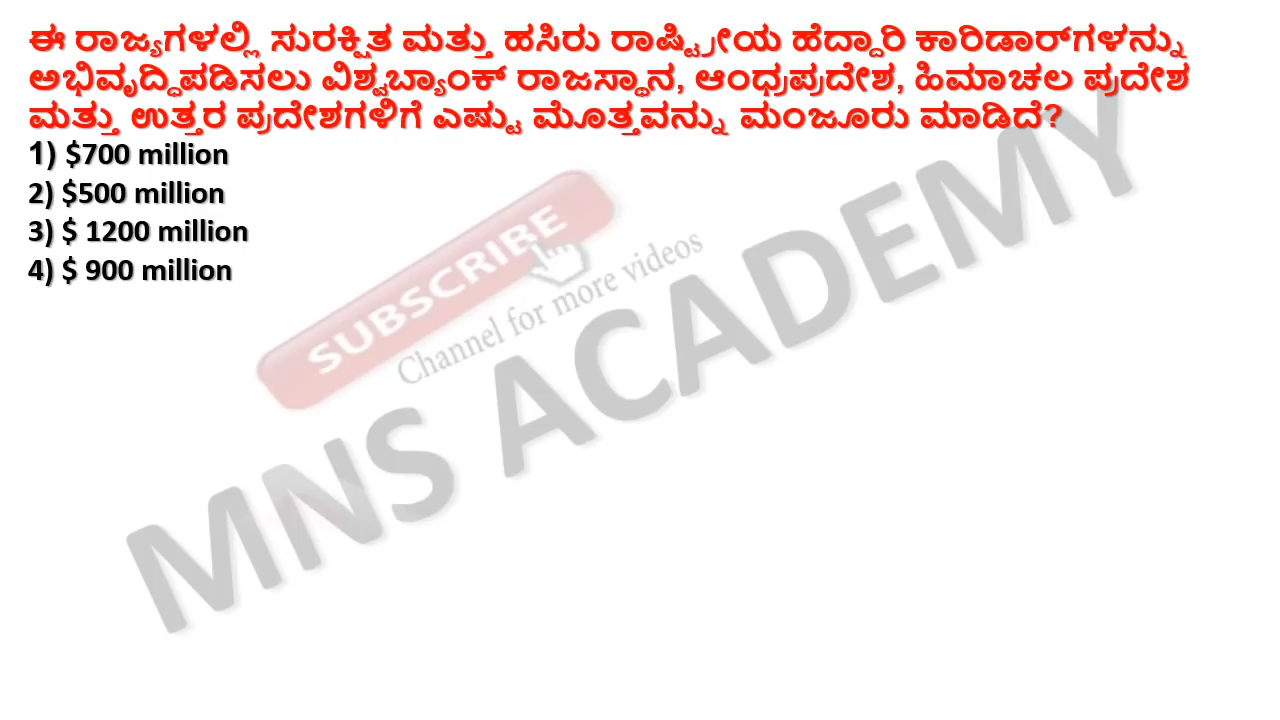 ಈ ರಾಜ್ಯಗಳಲ್ಲಿ ಸುರಕ್ಷಿತ ಮತ್ತು ಹಸಿರು ರಾಷ್ಟ್ರೀಯ ಹೆದ್ದಾರಿ ಕಾರಿಡಾರ್‌ಗಳನ್ನು
ಅಭಿವೃದ್ಧಿಪಡಿಸಲು ವಿಶ್ವಬ್ಯಾಂಕ್ ರಾಜಸ್ಥಾನ, ಆಂಧ್ರಪ್ರದೇಶ, ಹಿಮಾಚಲ ಪ್ರದೇಶ
ಮತ್ತು ಉತ್ತರ ಪ್ರದೇಶಗಳಿಗೆ ಎಷ್ಟು ಮೊತ್ತವನ್ನು ಮಂಜೂರು ಮಾಡಿದೆ?
1) $700 million
2) $500 million
3) $ 1200 million
4) $ 900 million
SUBSCRIBE
Channel for more videos
MNS ACADEMY